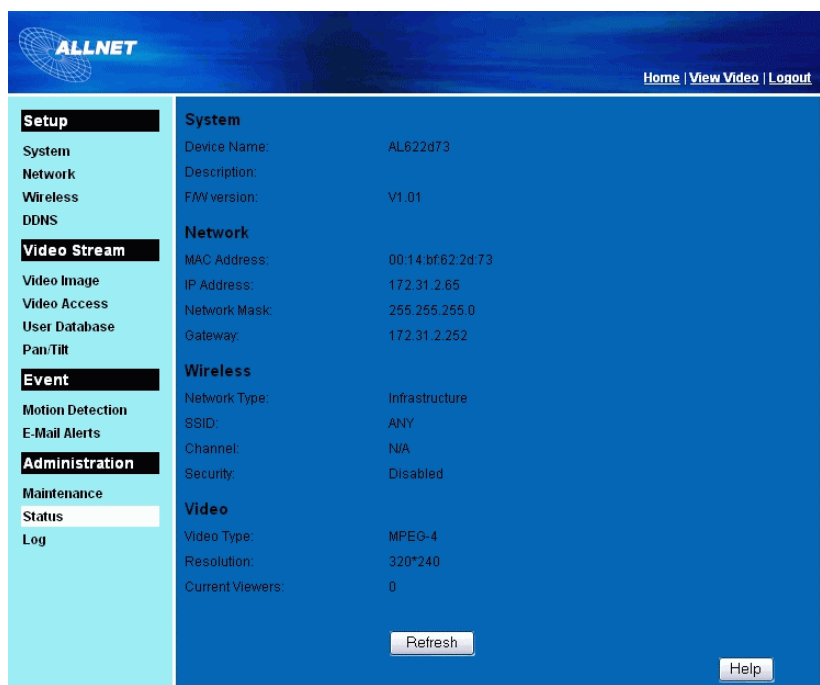 ALLNET
Home | View Video | Logout
Setup
System
Network
Wireless
DDNS
Video Stream
Video Image
Video Access
User Database
Pan/Tilt
Event
Motion Detection
E-Mail Alerts
Administration
Maintenance
Status
Log
System
Device Name: AL622d73
Description:
F/W version: V1.01
Network
MAC Address: 00:14:bf:62:2d:73
IP Address: 172.31.2.65
Network Mask: 255.255.255.0
Gateway: 172.31.2.252
Wireless
Network Type: Infrastructure
SSID: ANY
Channel: N/A
Security: Disabled
Video
Video Type: MPEG-4
Resolution: 320*240
Current Viewers: 0
Refresh
Help